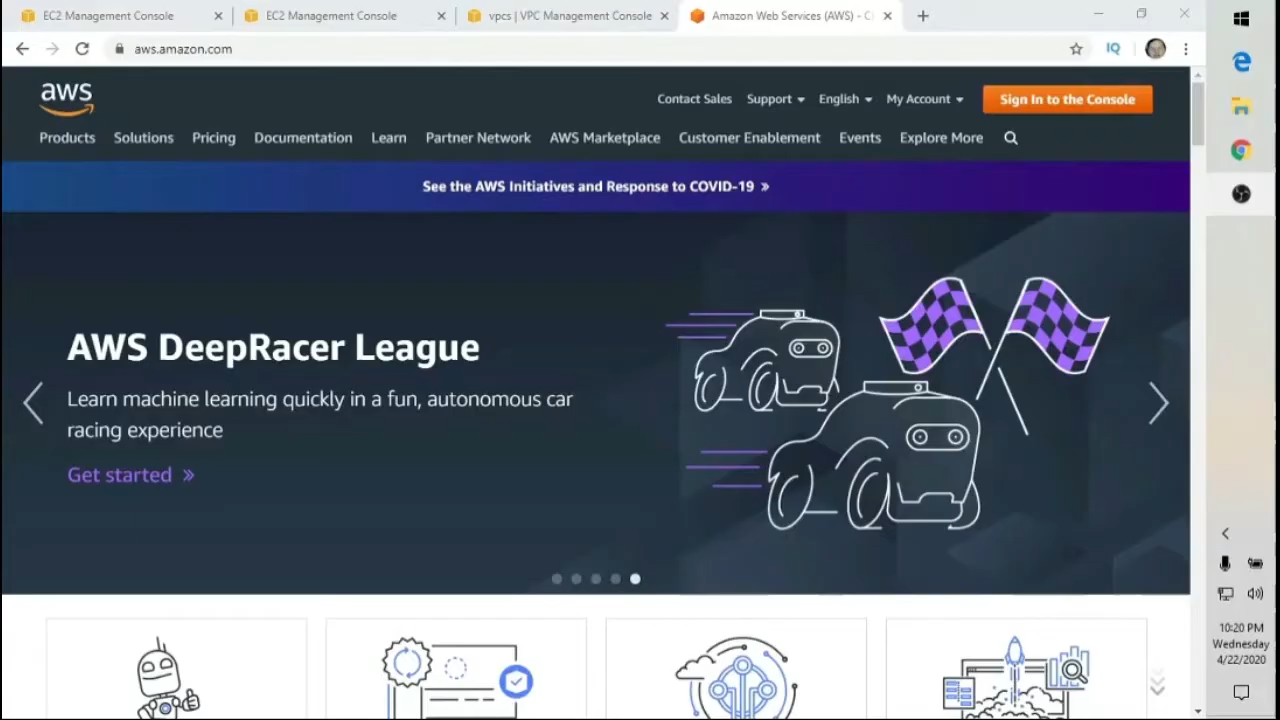 EC2 Management Console
EC2 Management Console
vpcs | VPC Management Console
Amazon Web Services (AWS) - C
aws.amazon.com
IQ
aws
Contact Sales
Support
English
My Account
Sign In to the Console
Products
Solutions
Pricing
Documentation
Learn
Partner Network
AWS Marketplace
Customer Enablement
Events
Explore More
See the AWS Initiatives and Response to COVID-19 »
AWS DeepRacer League
Learn machine learning quickly in a fun, autonomous car
racing experience
Get started »
10:20 PM
Wednesday
4/22/2020